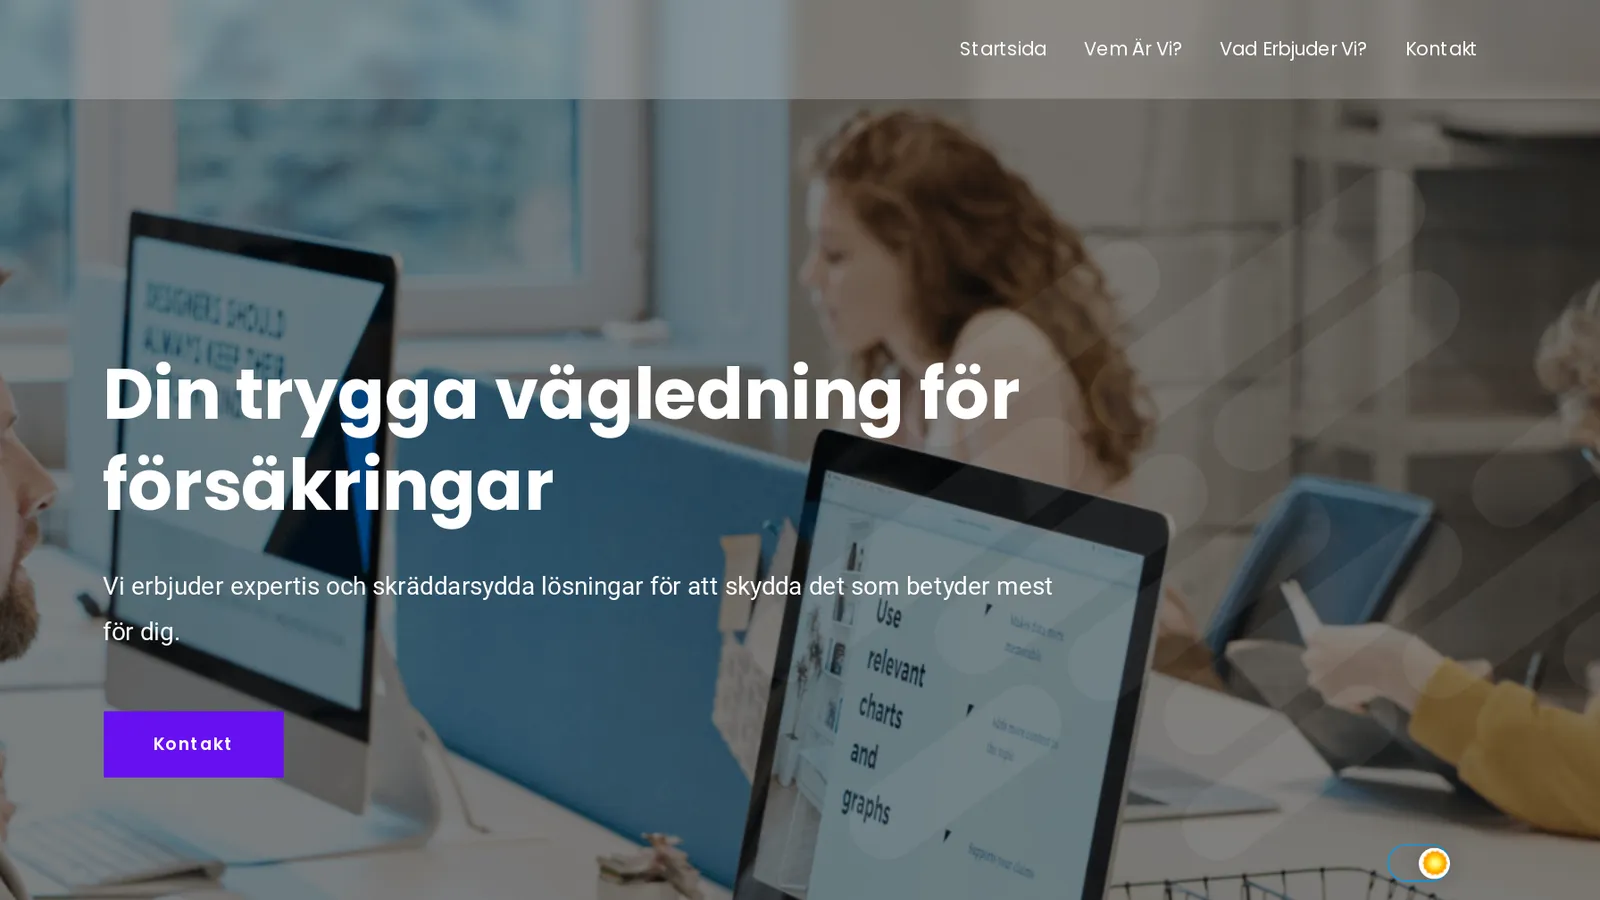 Startsida Vem Är Vi? Vad Erbjuder Vi? Kontakt
DESIGNERS SHOULD
ALWAYS KEEP THEIR
Din trygga vägledning för
försäkringar
Vi erbjuder expertis och skräddarsydda lösningar för att skydda det som betyder mest
för dig.
Kontakt
Use
relevant
charts
and
graphs